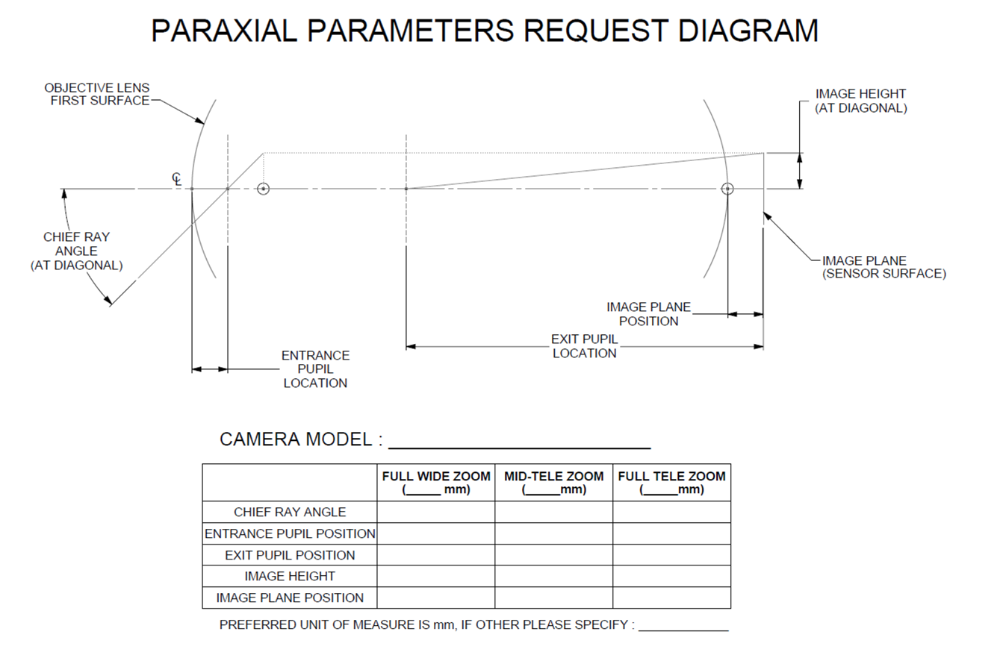 PARAXIAL PARAMETERS REQUEST DIAGRAM
OBJECTIVE LENS
FIRST SURFACE
IMAGE HEIGHT
(AT DIAGONAL)
℄
CHIEF RAY
ANGLE
(AT DIAGONAL)
IMAGE PLANE
(SENSOR SURFACE)
IMAGE PLANE
POSITION
EXIT PUPIL
LOCATION
ENTRANCE
PUPIL
LOCATION
CAMERA MODEL : ____________________
FULL WIDE ZOOM
(_____ mm)
MID-TELE ZOOM
(_____mm)
FULL TELE ZOOM
(_____mm)
CHIEF RAY ANGLE
ENTRANCE PUPIL POSITION
EXIT PUPIL POSITION
IMAGE HEIGHT
IMAGE PLANE POSITION
PREFERRED UNIT OF MEASURE IS mm, IF OTHER PLEASE SPECIFY : _____________